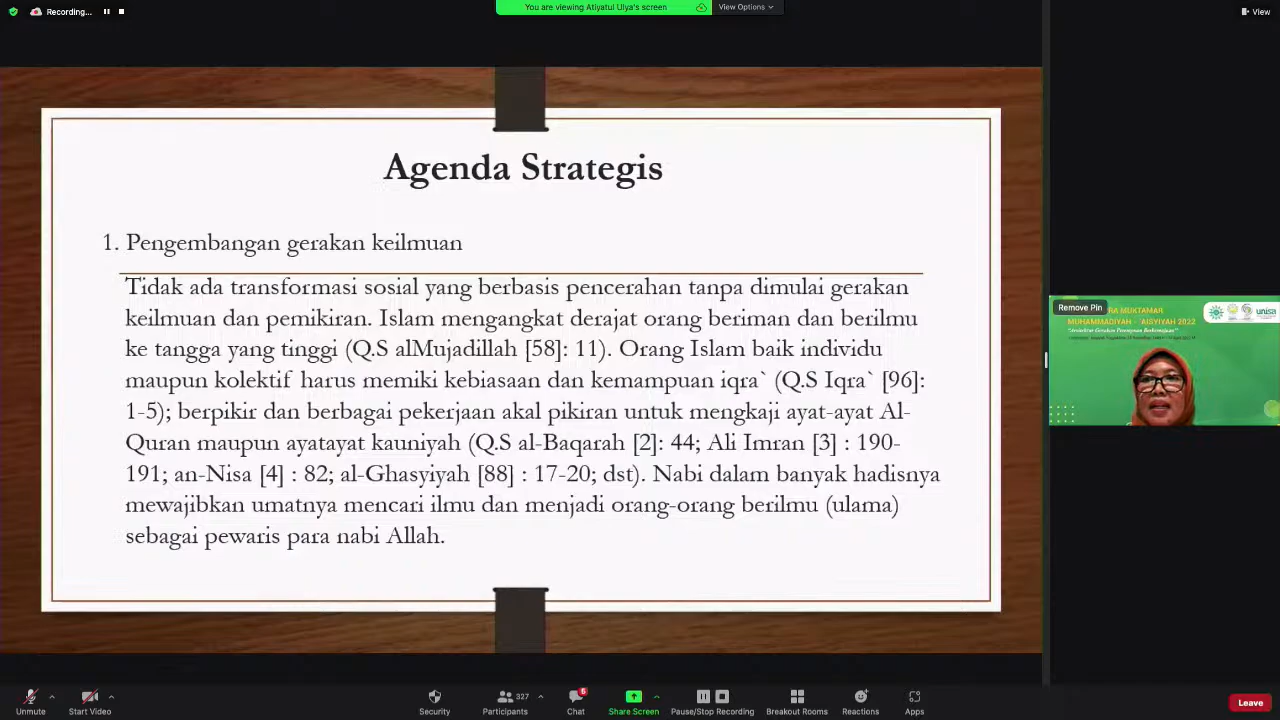 Recording...
You are viewing Atiyatul Ulya's screen
View Options
View
Agenda Strategis
1. Pengembangan gerakan keilmuan
Tidak ada transformasi sosial yang berbasis pencerahan tanpa dimulai gerakan
keilmuan dan pemikiran. Islam mengangkat derajat orang beriman dan berilmu
ke tangga yang tinggi (Q.S alMujadillah [58]: 11). Orang Islam baik individu
maupun kolektif harus memiki kebiasaan dan kemampuan iqra` (Q.S Iqra` [96]:
1-5); berpikir dan berbagai pekerjaan akal pikiran untuk mengkaji ayat-ayat Al-
Quran maupun ayatayat kauniyah (Q.S al-Baqarah [2]: 44; Ali Imran [3] : 190-
191; an-Nisa [4] : 82; al-Ghasyiyah [88] : 17-20; dst). Nabi dalam banyak hadisnya
mewajibkan umatnya mencari ilmu dan menjadi orang-orang berilmu (ulama)
sebagai pewaris para nabi Allah.
Remove Pin
RA MUKTAMAR
MUHAMMADIYAH - 'AISYIYAH 2022
unisa
Unmute
Start Video
Security
327
Participants
6
Chat
Share Screen
Pause/Stop Recording
Breakout Rooms
Reactions
Apps
Leave